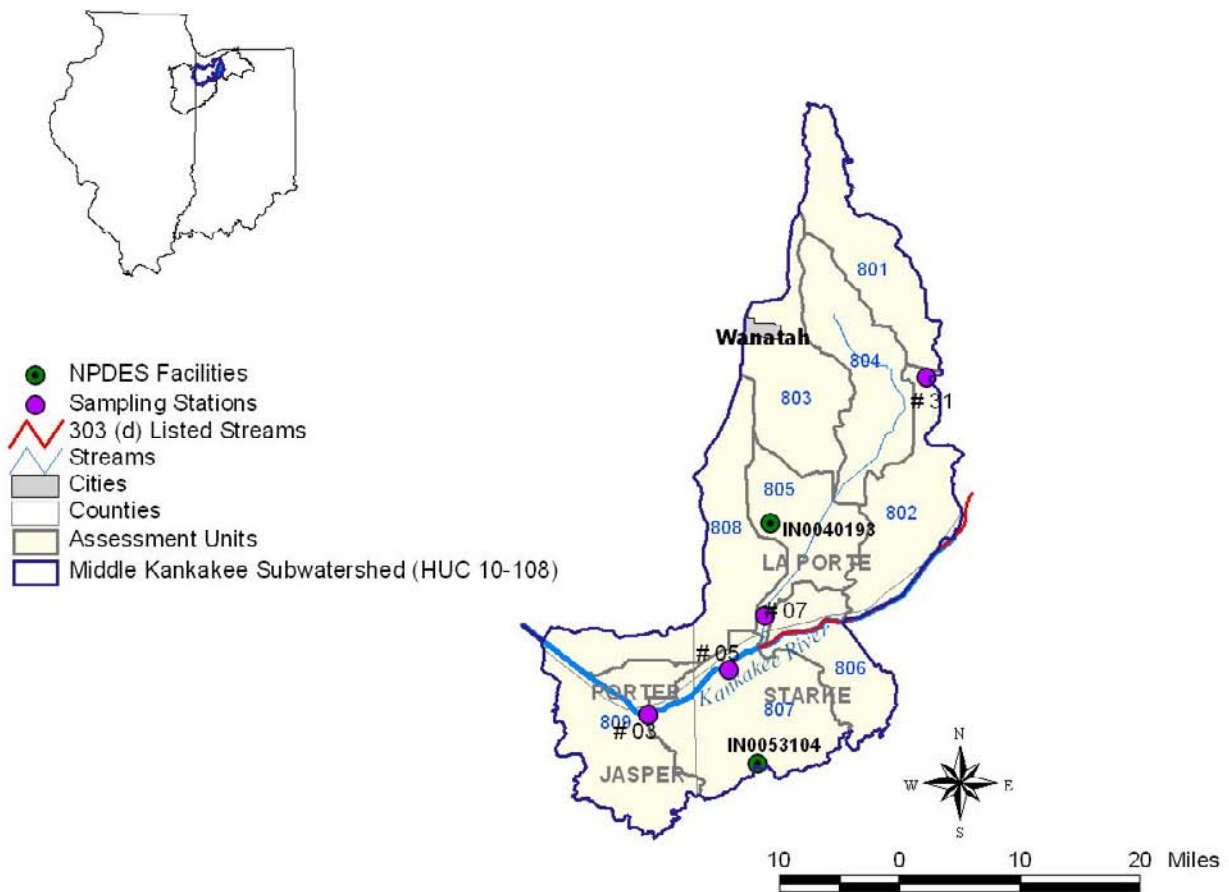 NPDES Facilities
Sampling Stations
303 (d) Listed Streams
Streams
Cities
Counties
Assessment Units
Middle Kankakee Subwatershed (HUC 10-108)
801
Wanatah
804
803
# 31
805
802
808
IN0040193
LA PORTE
# 07
# 05
Kankakee River
806
PORTER
STARKE
807
809
# 03
IN0053104
JASPER
N
W
E
S
10 0 10 20 Miles